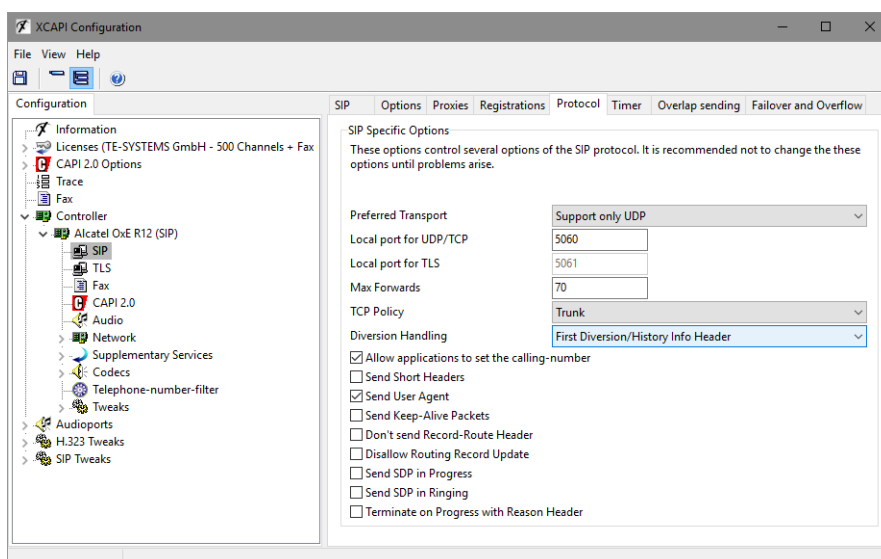 XCAPI Configuration
File View Help
Configuration
Information
Licenses (TE-SYSTEMS GmbH - 500 Channels + Fax
CAPI 2.0 Options
Trace
Fax
Controller
Alcatel OxE R12 (SIP)
SIP
TLS
Fax
CAPI 2.0
Audio
Network
Supplementary Services
Codecs
Telephone-number-filter
Tweaks
Audioports
H.323 Tweaks
SIP Tweaks
SIP Options Proxies Registrations Protocol Timer Overlap sending Failover and Overflow
SIP Specific Options
These options control several options of the SIP protocol. It is recommended not to change the these
options until problems arise.
Preferred Transport Support only UDP
Local port for UDP/TCP 5060
Local port for TLS 5061
Max Forwards 70
TCP Policy Trunk
Diversion Handling First Diversion/History Info Header
Allow applications to set the calling-number
Send Short Headers
Send User Agent
Send Keep-Alive Packets
Don't send Record-Route Header
Disallow Routing Record Update
Send SDP in Progress
Send SDP in Ringing
Terminate on Progress with Reason Header